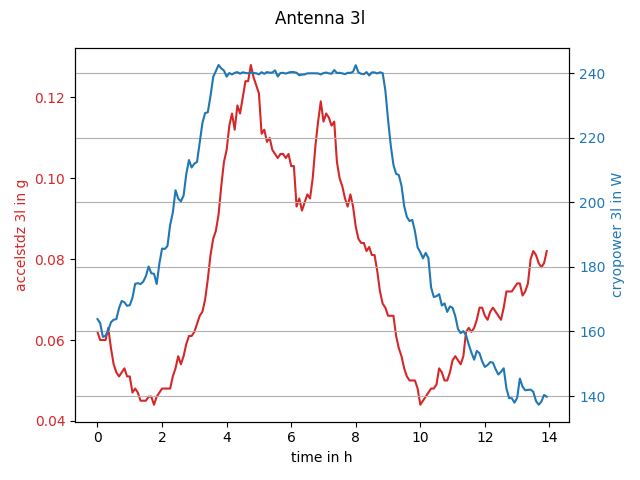 Antenna 3l
accelstdz 3l in g
0.12
0.10
0.08
0.06
0.04
240
220
200
180
160
140
cryopower 3l in W
0 2 4 6 8 10 12 14
time in h